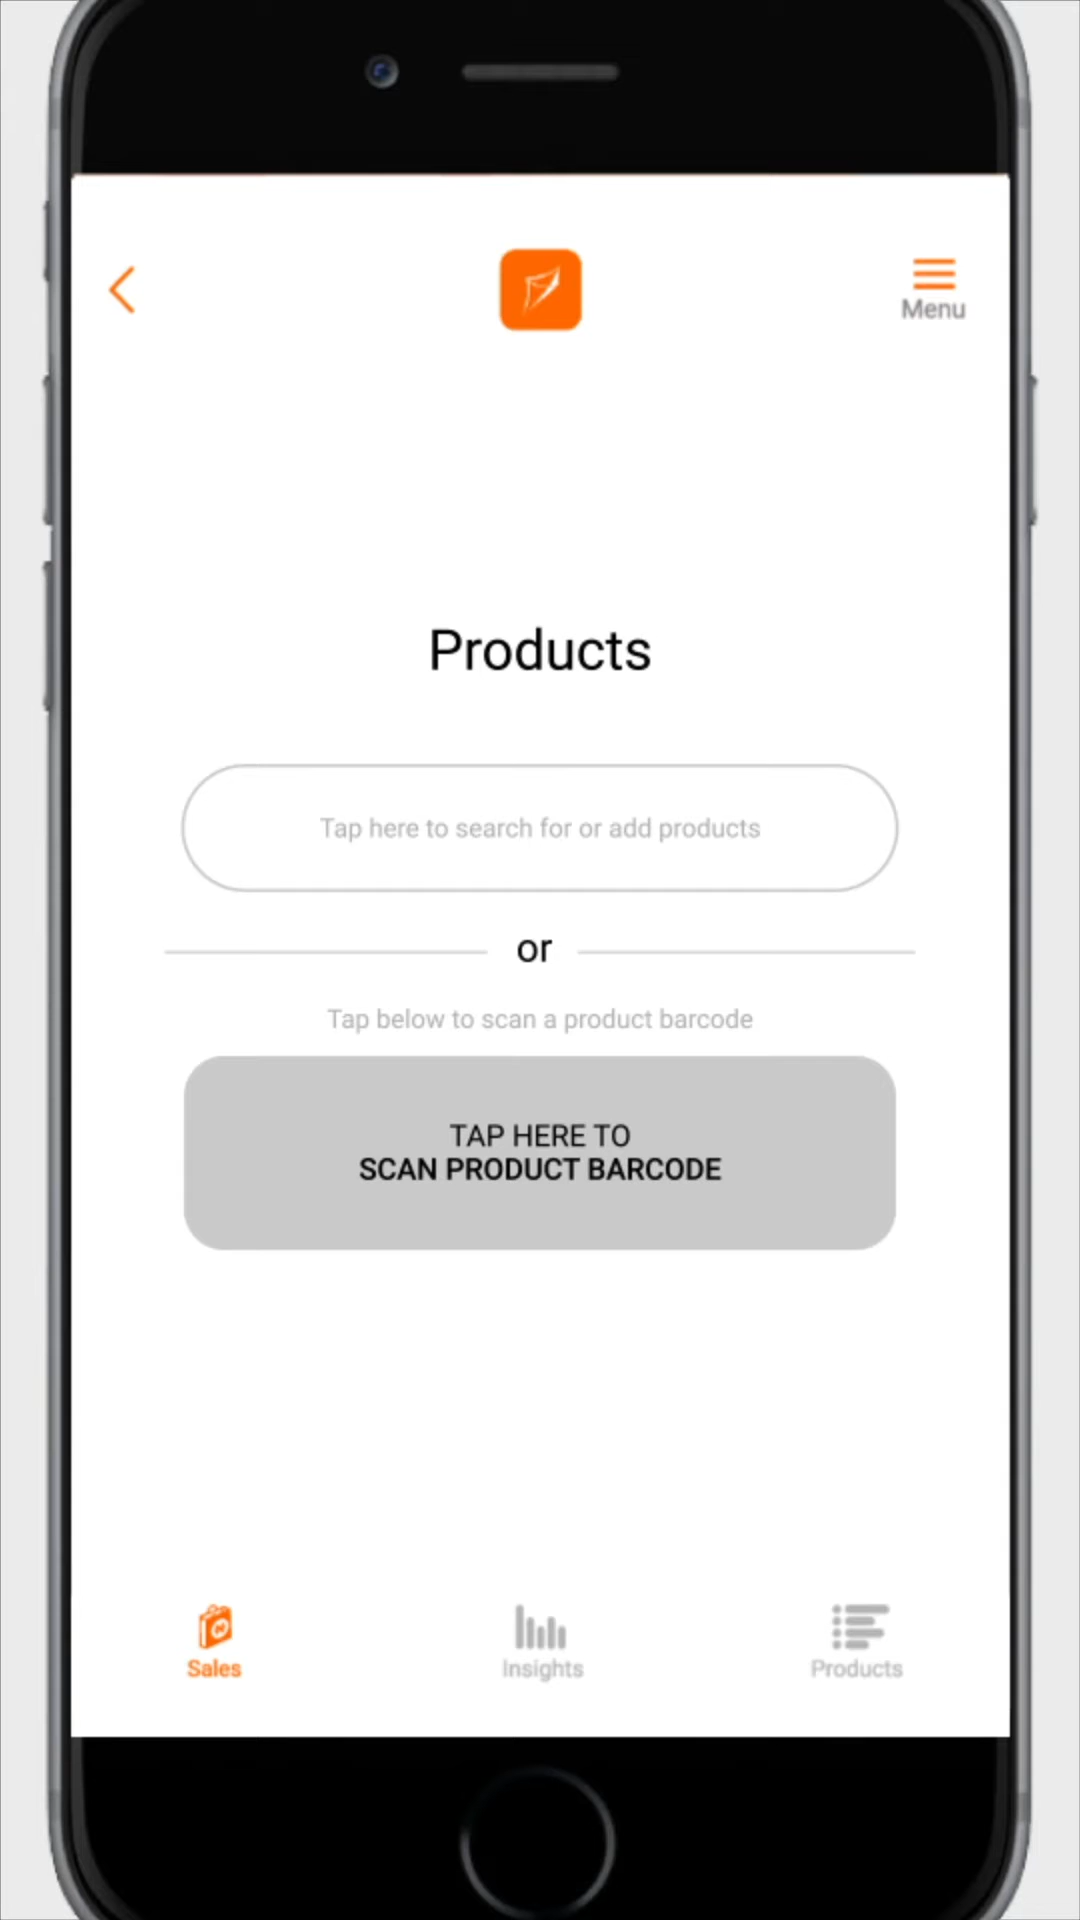 Menu
Products
Tap here to search for or add products
or
Tap below to scan a product barcode
TAP HERE TO
SCAN PRODUCT BARCODE
Sales
Insights
Products